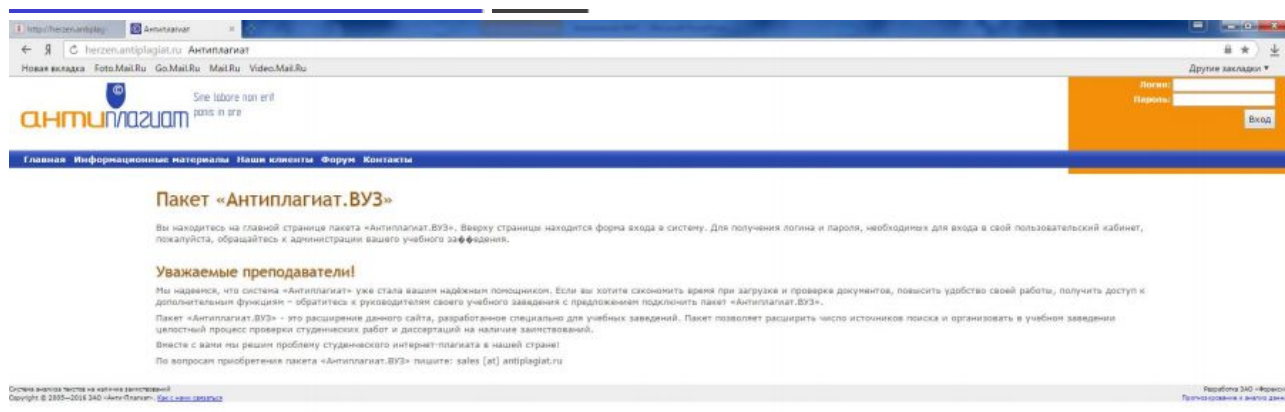 http://herzen.antiplag Антиплагиат
herzen.antiplagiat.ru Антиплагиат
Новая вкладка Foto.Mail.Ru Go.Mail.Ru Mail.Ru Video.Mail.Ru Другие закладки
антиплагиат
Sine labore non erit
panis in ore
Логин:
Пароль:
Вход
Главная Информационные материалы Наши клиенты Форум Контакты
Пакет «Антиплагиат.ВУЗ»
Вы находитесь на главной странице пакета «Антиплагиат.ВУЗ». Вверху страницы находится форма входа в систему. Для получения логина и пароля, необходимых для входа в свой пользовательский кабинет,
пожалуйста, обращайтесь к администрации вашего учебного за��едения.
Уважаемые преподаватели!
Мы надеемся, что система «Антиплагиат» уже стала вашим надёжным помощником. Если вы хотите сэкономить время при загрузке и проверке документов, повысить удобство своей работы, получить доступ к
дополнительным функциям – обратитесь к руководителям своего учебного заведения с предложением подключить пакет «Антиплагиат.ВУЗ».
Пакет «Антиплагиат.ВУЗ» - это расширение данного сайта, разработанное специально для учебных заведений. Пакет позволяет расширить число источников поиска и организовать в учебном заведении
целостный процесс проверки студенческих работ и диссертаций на наличие заимствований.
Вместе с вами мы решим проблему студенческого интернет-плагиата в нашей стране!
По вопросам приобретения пакета «Антиплагиат.ВУЗ» пишите: sales [at] antiplagiat.ru
Система анализа текстов на наличие заимствований
Copyright © 2005—2016 ЗАО «Анти-Плагиат». Как с нами связаться
Разработка ЗАО «Форекси
Прогнозирование и анализ данн